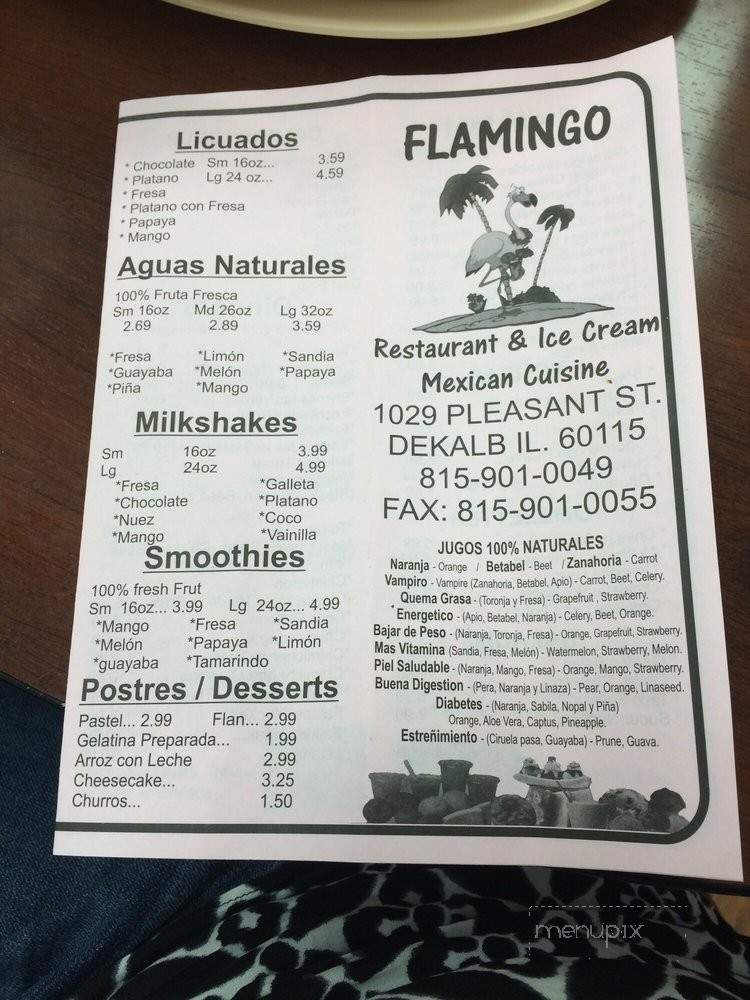 Licuados
* Chocolate Sm 16oz... 3.59
* Platano Lg 24 oz... 4.59
* Fresa
* Platano con Fresa
* Papaya
* Mango
Aguas Naturales
100% Fruta Fresca
Sm 16oz Md 26oz Lg 32oz
2.69 2.89 3.59
*Fresa *Limón *Sandia
*Guayaba *Melón *Papaya
*Piña *Mango
Milkshakes
Sm 16oz 3.99
Lg 24oz 4.99
*Fresa *Galleta
*Chocolate *Platano
*Nuez *Coco
*Mango *Vainilla
Smoothies
100% fresh Frut
Sm 16oz... 3.99 Lg 24oz... 4.99
*Mango *Fresa *Sandia
*Melón *Papaya *Limón
*guayaba *Tamarindo
Postres / Desserts
Pastel... 2.99 Flan... 2.99
Gelatina Preparada... 1.99
Arroz con Leche 2.99
Cheesecake... 3.25
Churros... 1.50
FLAMINGO
Restaurant & Ice Cream
Mexican Cuisine
1029 PLEASANT ST.
DEKALB IL. 60115
815-901-0049
FAX: 815-901-0055
JUGOS 100% NATURALES
Naranja - Orange / Betabel - Beet / Zanahoria - Carrot
Vampiro - Vampire (Zanahoria, Betabel, Apio) - Carrot, Beet, Celery.
Quema Grasa - (Toronja y Fresa) - Grapefruit , Strawberry.
*Energetico - (Apio, Betabel, Naranja) - Celery, Beet, Orange.
Bajar de Peso - (Naranja, Toronja, Fresa) - Orange, Grapefruit, Strawberry.
Mas Vitamina (Sandia, Fresa, Melón) - Watermelon, Strawberry, Melon.
Piel Saludable - (Naranja, Mango, Fresa) - Orange, Mango, Strawberry.
Buena Digestion - (Pera, Naranja y Linaza) - Pear, Orange, Linaseed.
Diabetes - (Naranja, Sabila, Nopal y Piña)
Orange, Aloe Vera, Captus, Pineapple.
Estreñimiento - (Ciruela pasa, Guayaba) - Prune, Guava.
menupix